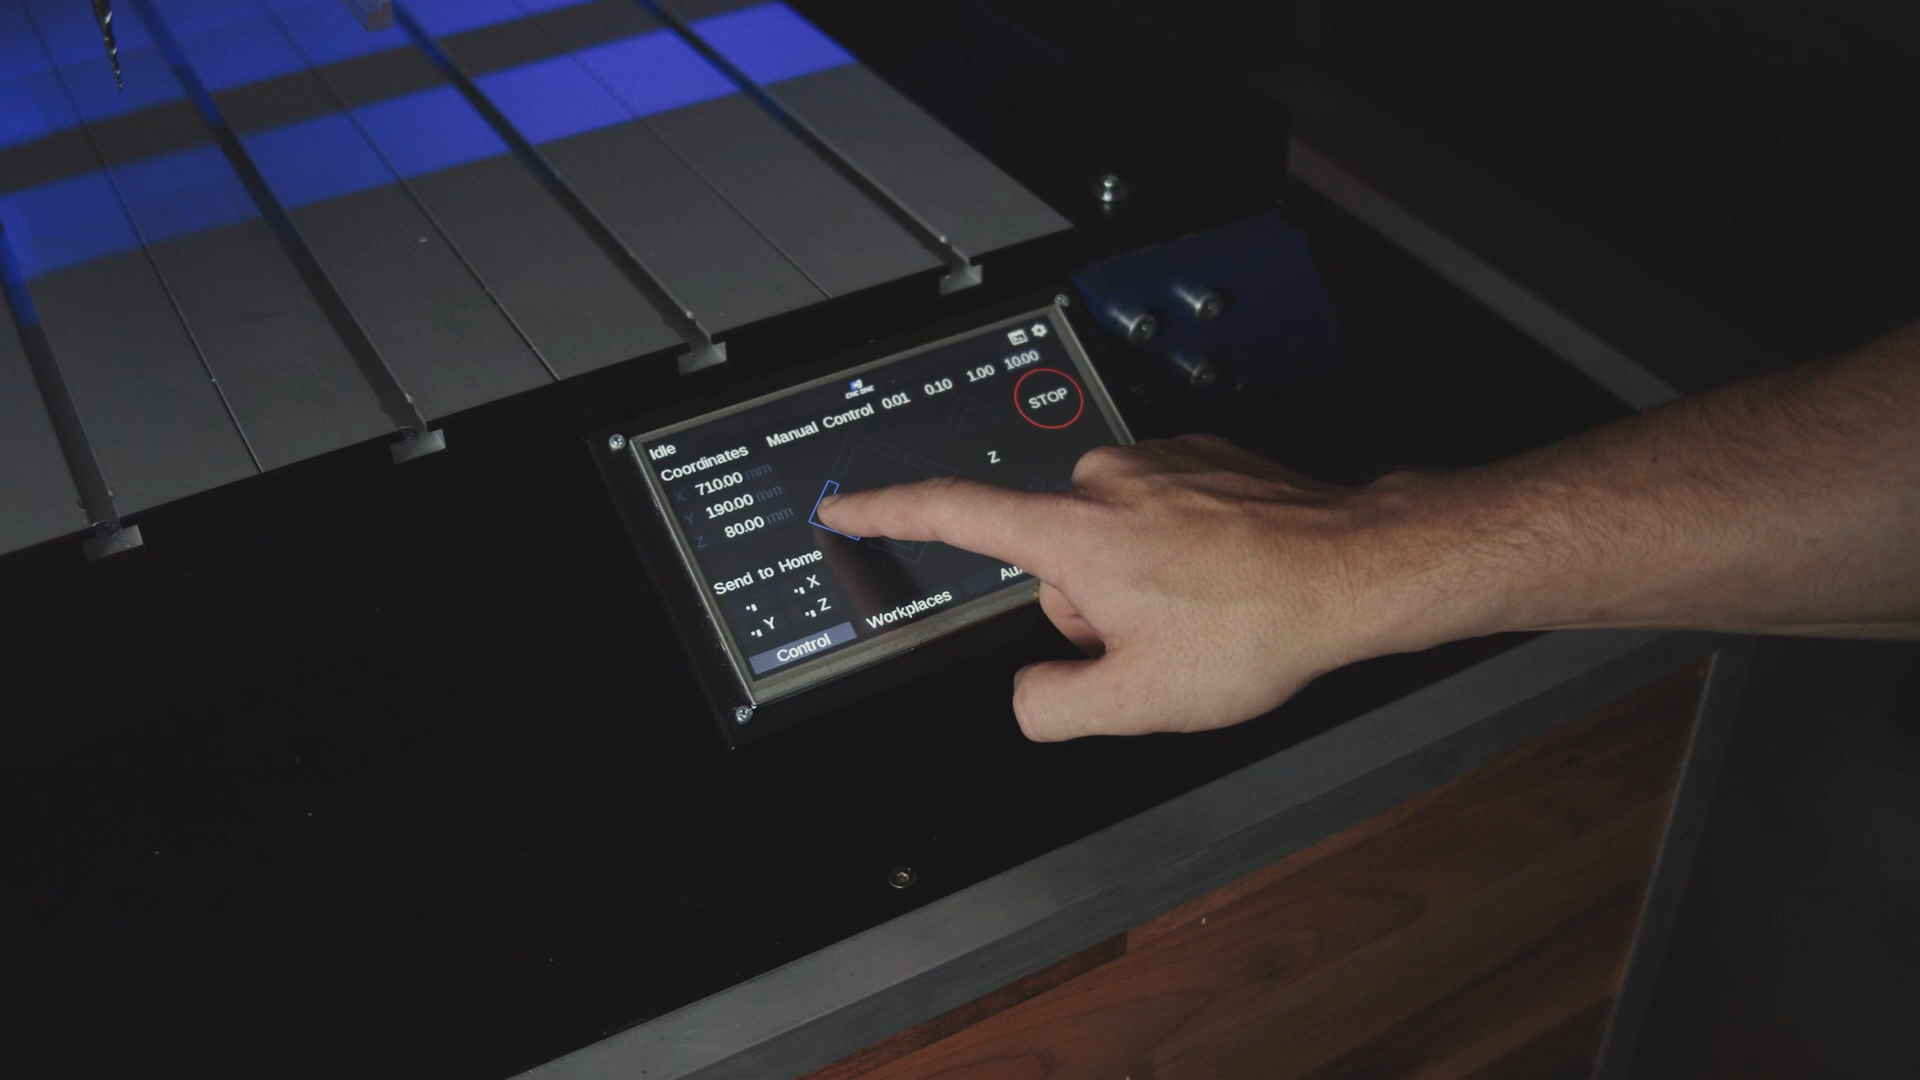 Idle
Coordinates
X 710.00 mm
Y 190.00 mm
Z 80.00 mm
Manual Control 0.01 0.10 1.00 10.00
STOP
Z
Send to Home
X
Y Z
Control Workplaces